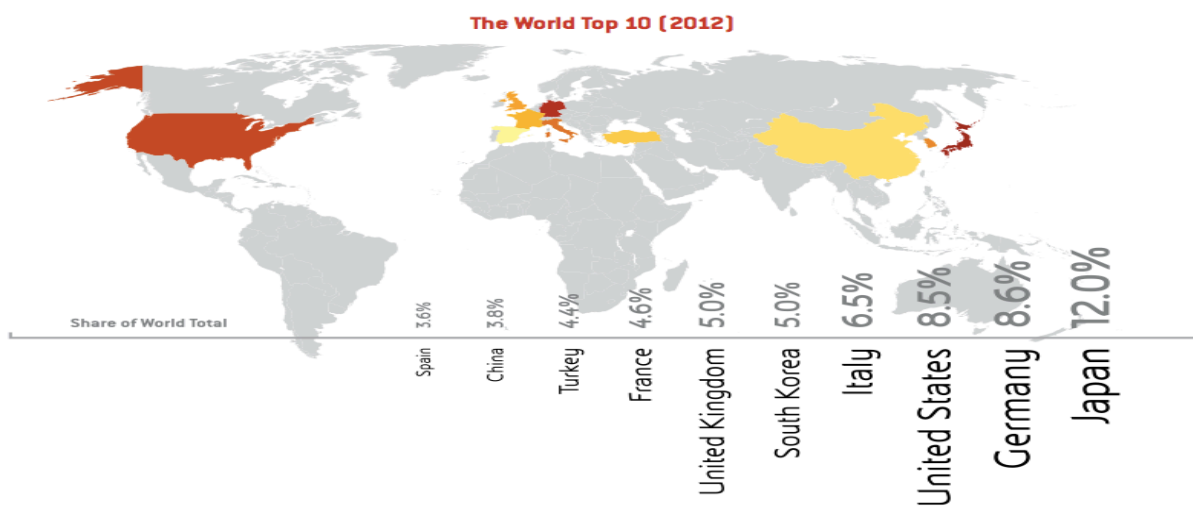 The World Top 10 (2012)
Share of World Total
3.6%
3.8%
4.4%
4.6%
5.0%
5.0%
6.5%
8.5%
8.6%
12.0%
Spain
China
Turkey
France
United Kingdom
South Korea
Italy
United States
Germany
Japan